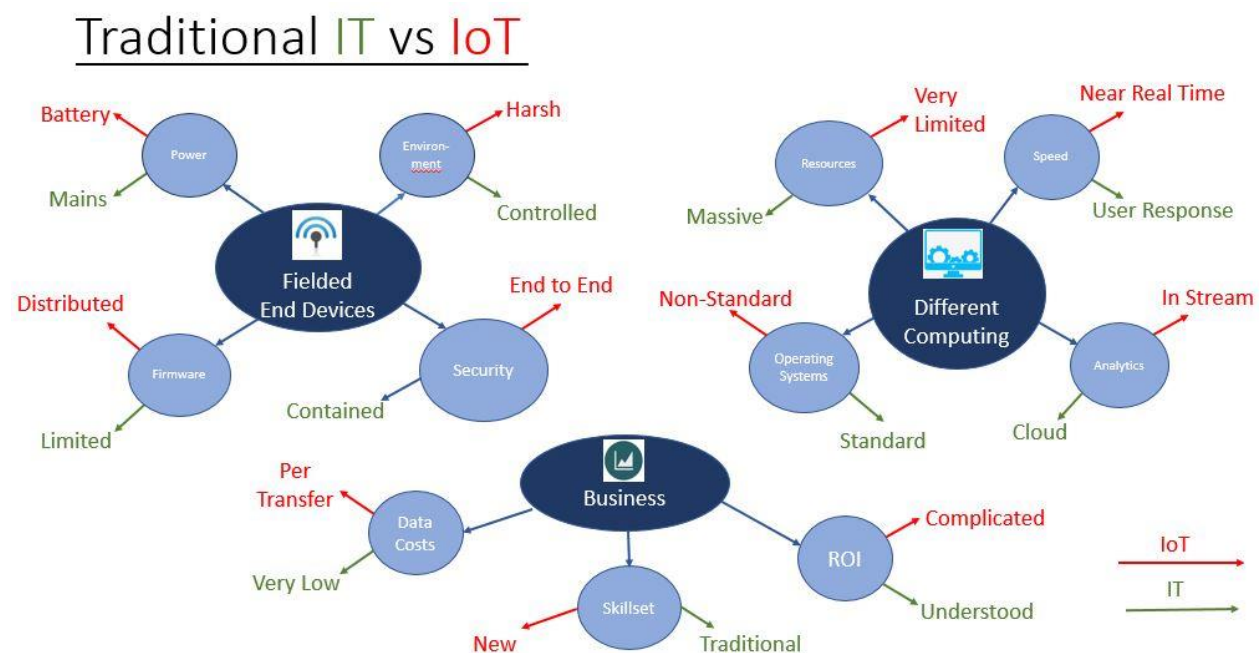 Traditional IT vs IoT
Battery
Power
Mains
Harsh
Environ-
ment
Controlled
Fielded
End Devices
Distributed
Firmware
Limited
End to End
Security
Contained
Very
Limited
Resources
Massive
Near Real Time
Speed
User Response
Different
Computing
Non-Standard
Operating
Systems
Standard
In Stream
Analytics
Cloud
Business
Per
Transfer
Data
Costs
Very Low
Skillset
New
Traditional
Complicated
ROI
Understood
IoT
IT